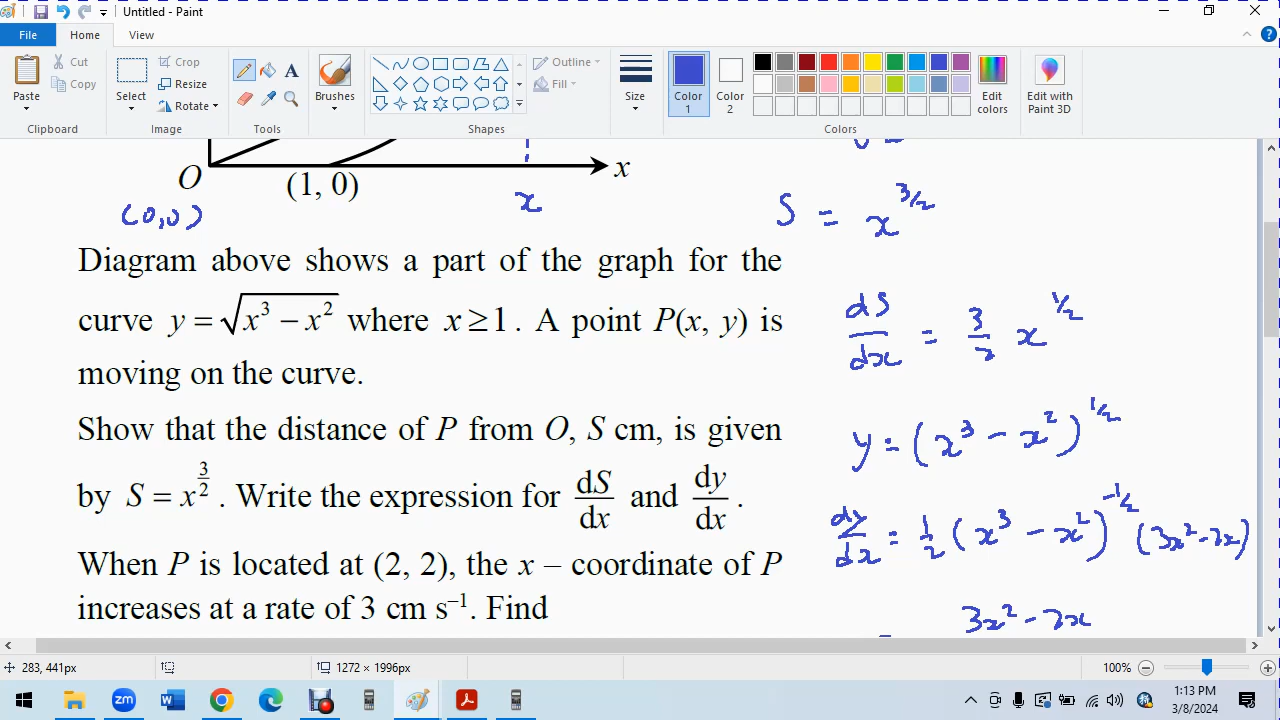 Untitled - Paint
File Home View
Paste Cut Copy
Clipboard
Select Crop Resize Rotate
Image
Tools
Brushes
Outline Fill
Shapes
Size
Color 1 Color 2
Edit colors
Colors
Edit with Paint 3D
O (1, 0) x
(0,0) x
S = x^{3/2}
Diagram above shows a part of the graph for the
curve y = √(x³ − x²) where x ≥ 1. A point P(x, y) is
moving on the curve.
Show that the distance of P from O, S cm, is given
by S = x^{3/2}. Write the expression for dS/dx and dy/dx.
When P is located at (2, 2), the x – coordinate of P
increases at a rate of 3 cm s⁻¹. Find
dS/dx = 3/2 x^{1/2}
y = (x³ − x²)^{1/2}
dy/dx = 1/2 (x³ − x²)^{-1/2} (3x² − 2x)
3x² − 2x
283, 441px
1272 × 1996px
100%
1:13 PM
3/8/2024